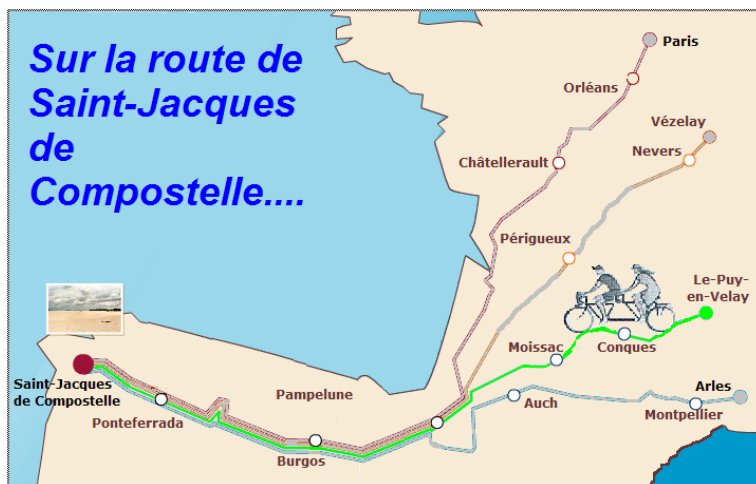 Sur la route de
Saint-Jacques
de
Compostelle....
Paris
Orléans
Vézelay
Châtellerault
Nevers
Périgueux
Le-Puy-
en-Velay
Moissac
Conques
Saint-Jacques
de Compostelle
Pampelune
Arles
Auch
Montpellier
Ponteferrada
Burgos